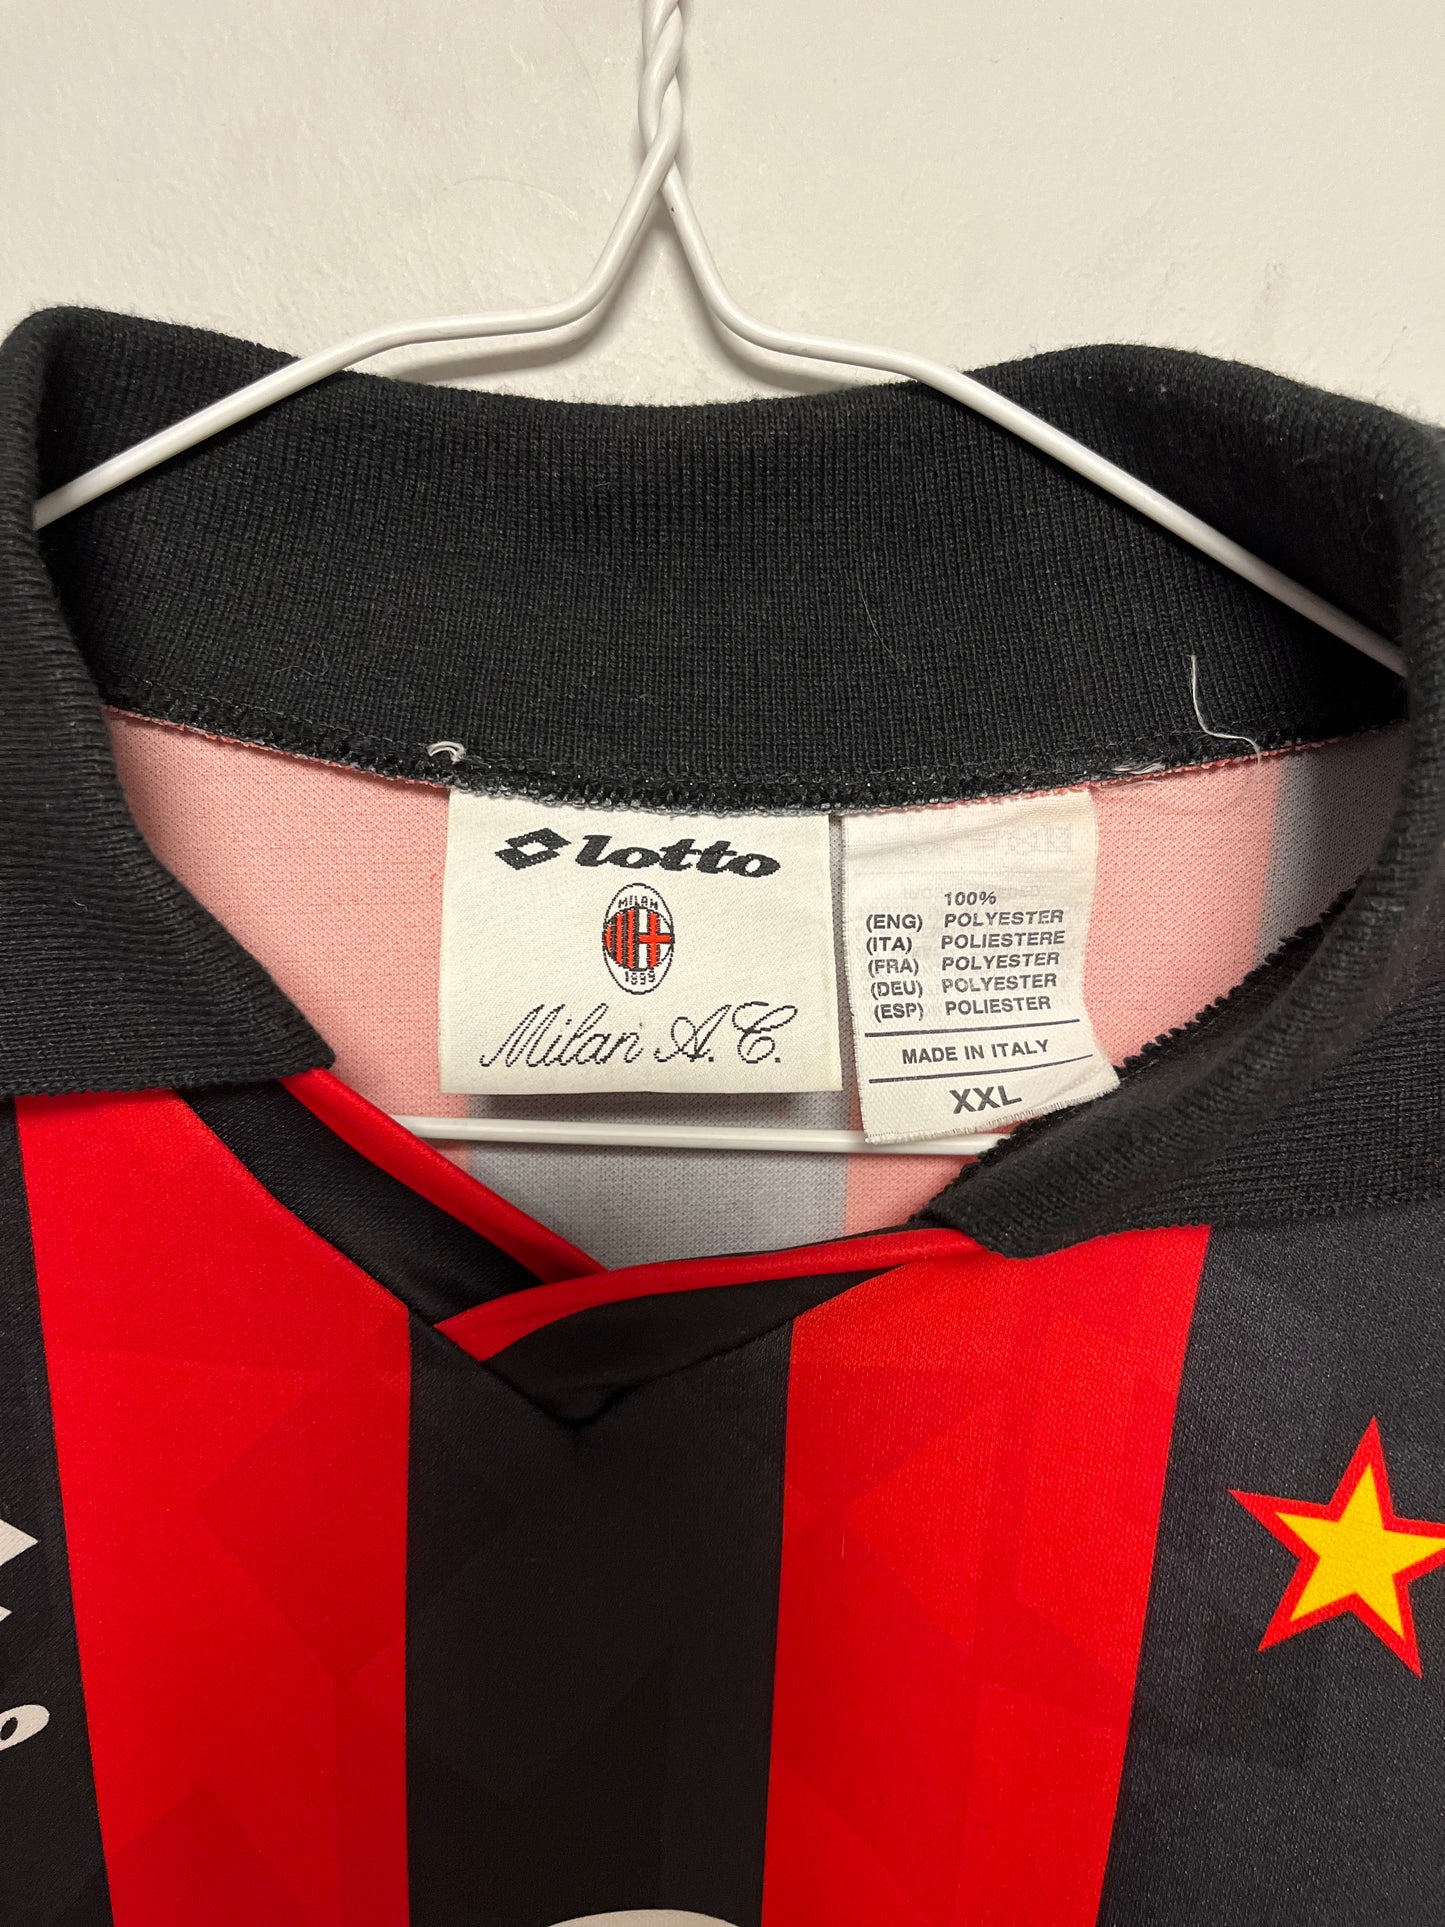 lotto
MILAN
1899
Milan A.C.
100%
(ENG) POLYESTER
(ITA) POLIESTERE
(FRA) POLYESTER
(DEU) POLYESTER
(ESP) POLIESTER
MADE IN ITALY
XXL